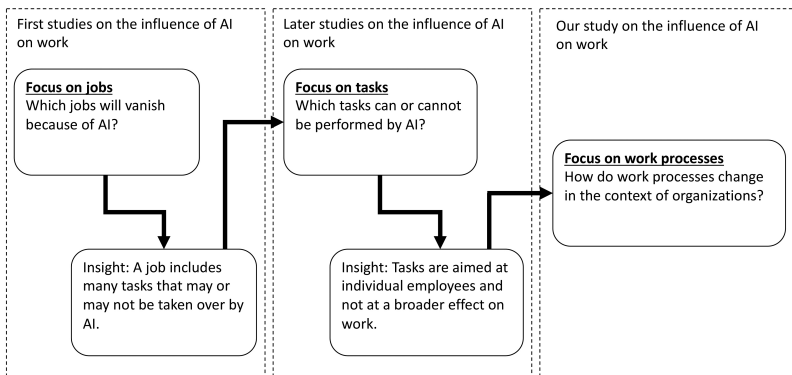 First studies on the influence of AI
on work
Focus on jobs
Which jobs will vanish
because of AI?
Insight: A job includes
many tasks that may or
may not be taken over by
AI.
Later studies on the influence of AI
on work
Focus on tasks
Which tasks can or cannot
be performed by AI?
Insight: Tasks are aimed at
individual employees and
not at a broader effect on
work.
Our study on the influence of AI
on work
Focus on work processes
How do work processes change
in the context of organizations?